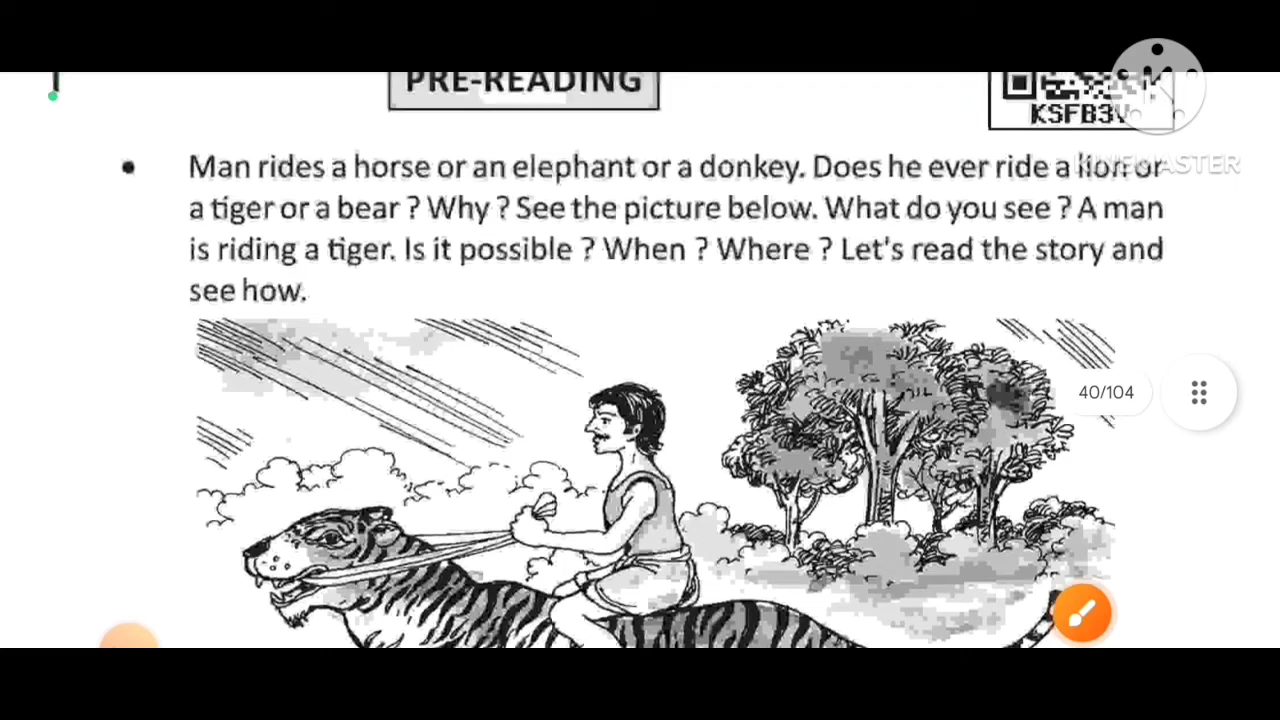 PRE-READING
KSFB3V
KINEMASTER
• Man rides a horse or an elephant or a donkey. Does he ever ride a lion or
a tiger or a bear ? Why ? See the picture below. What do you see ? A man
is riding a tiger. Is it possible ? When ? Where ? Let's read the story and
see how.
40/104